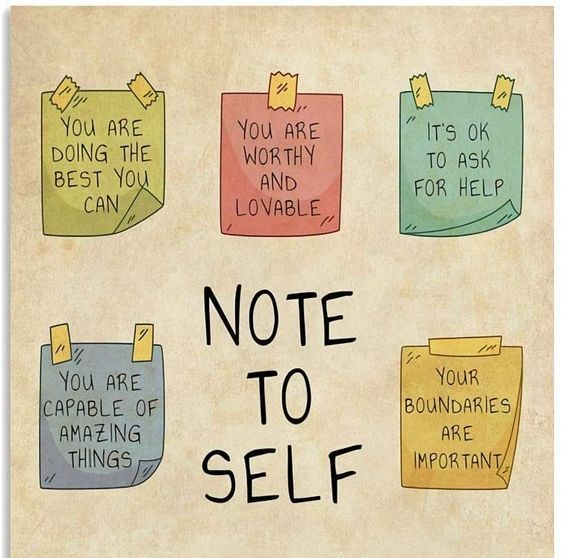 YOU ARE
DOING THE
BEST YOU
CAN
YOU ARE
WORTHY
AND
LOVABLE
IT'S OK
TO ASK
FOR HELP
NOTE
TO
SELF
YOU ARE
CAPABLE OF
AMAZING
THINGS
YOUR
BOUNDARIES
ARE
IMPORTANT